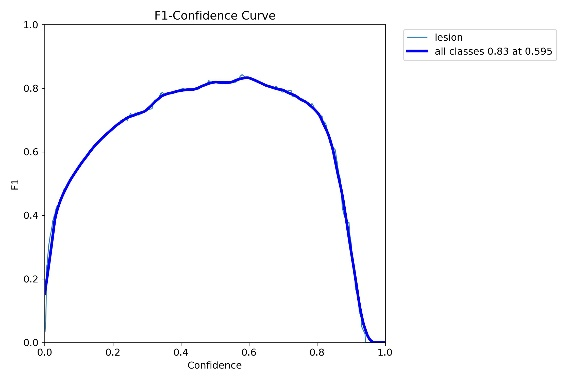 F1-Confidence Curve
lesion
all classes 0.83 at 0.595
1.0
0.8
0.6
0.4
0.2
0.0
F1
0.0 0.2 0.4 0.6 0.8 1.0
Confidence